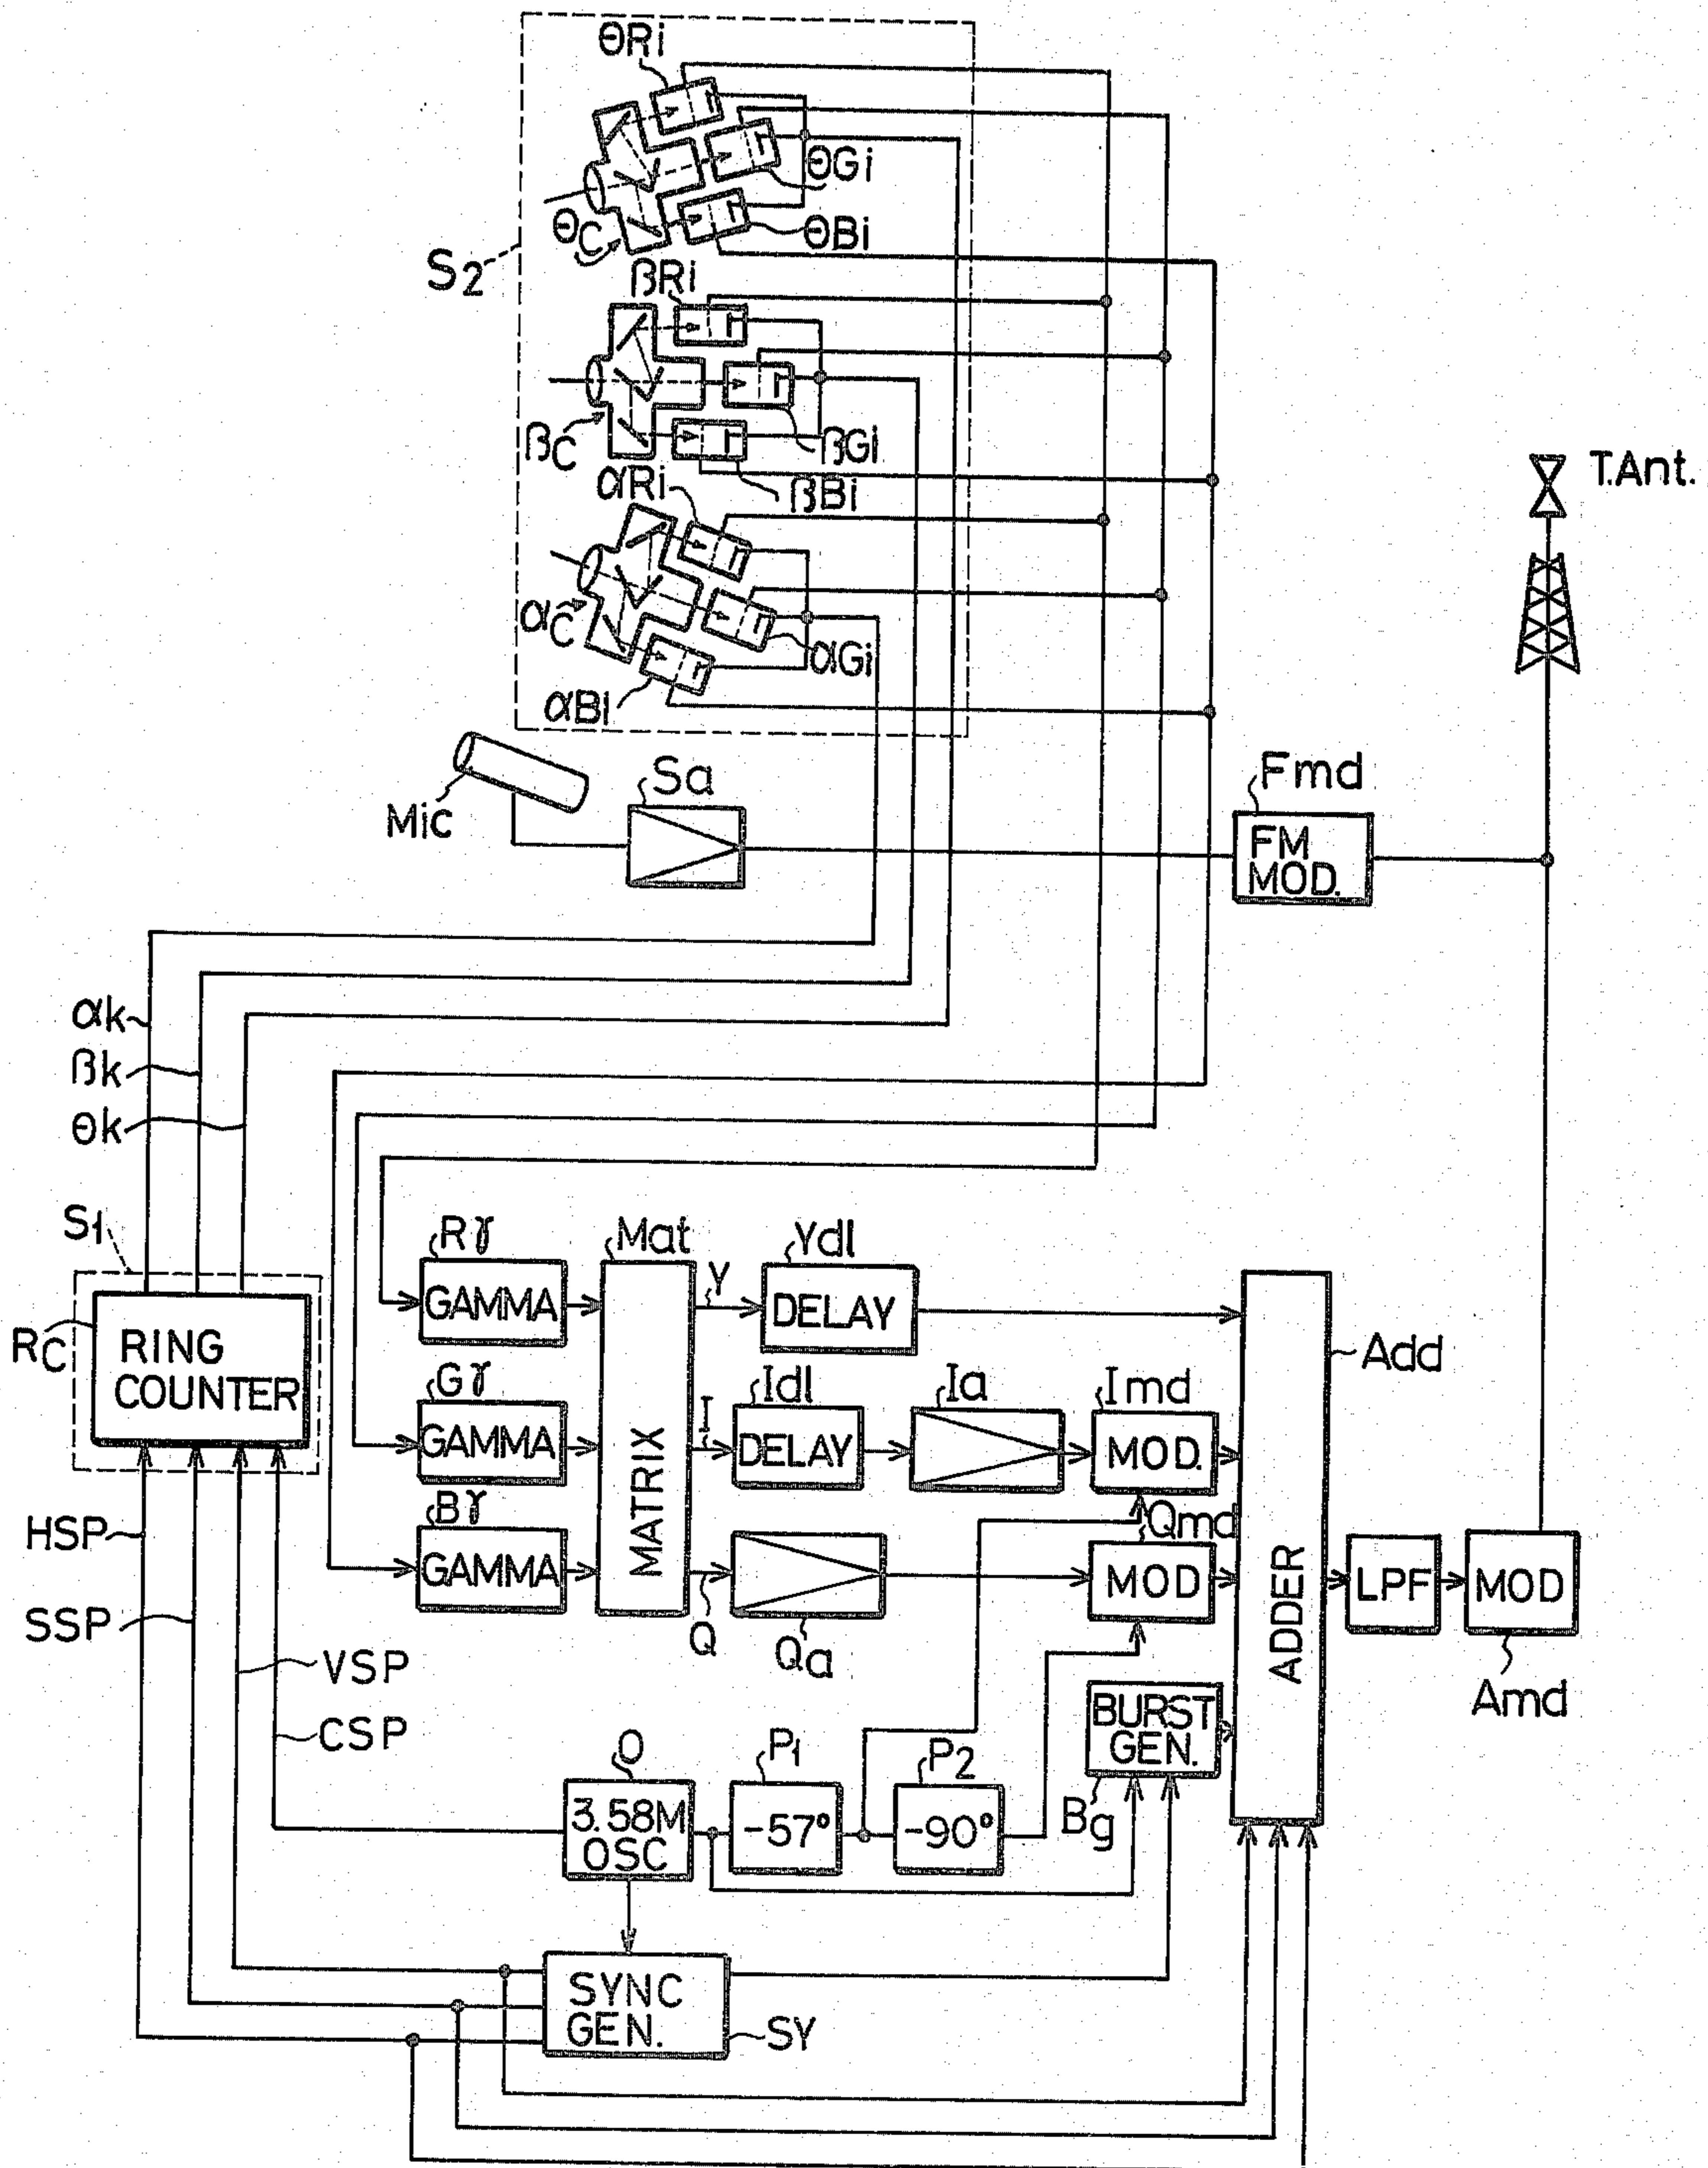 ΘRi
ΘGi
ΘC
ΘBi
S2
βRi
βC
βGi
βBi
αRi
αC
αGi
αBi
T.Ant.
Mic
Sa
Fmd
FM
MOD.
αk
βk
θk
S1
RC
RING
COUNTER
Rγ
GAMMA
Gγ
GAMMA
Bγ
GAMMA
Mat
MATRIX
Y
Ydl
DELAY
I
Idl
DELAY
Ia
Imd
MOD.
Q
Qa
Qmd
MOD
Add
ADDER
LPF
MOD
Amd
HSP
SSP
VSP
CSP
O
3.58M
OSC
P1
-57°
P2
-90°
BURST
GEN.
Bg
SYNC
GEN.
SY